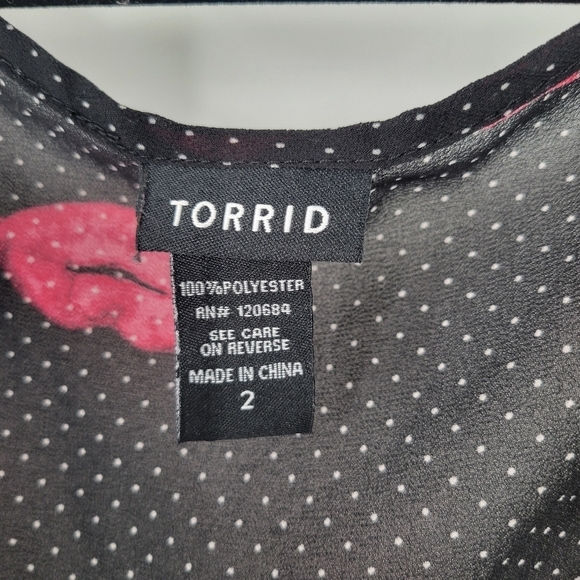 TORRID
100%POLYESTER
RN# 120684
SEE CARE
ON REVERSE
MADE IN CHINA
2